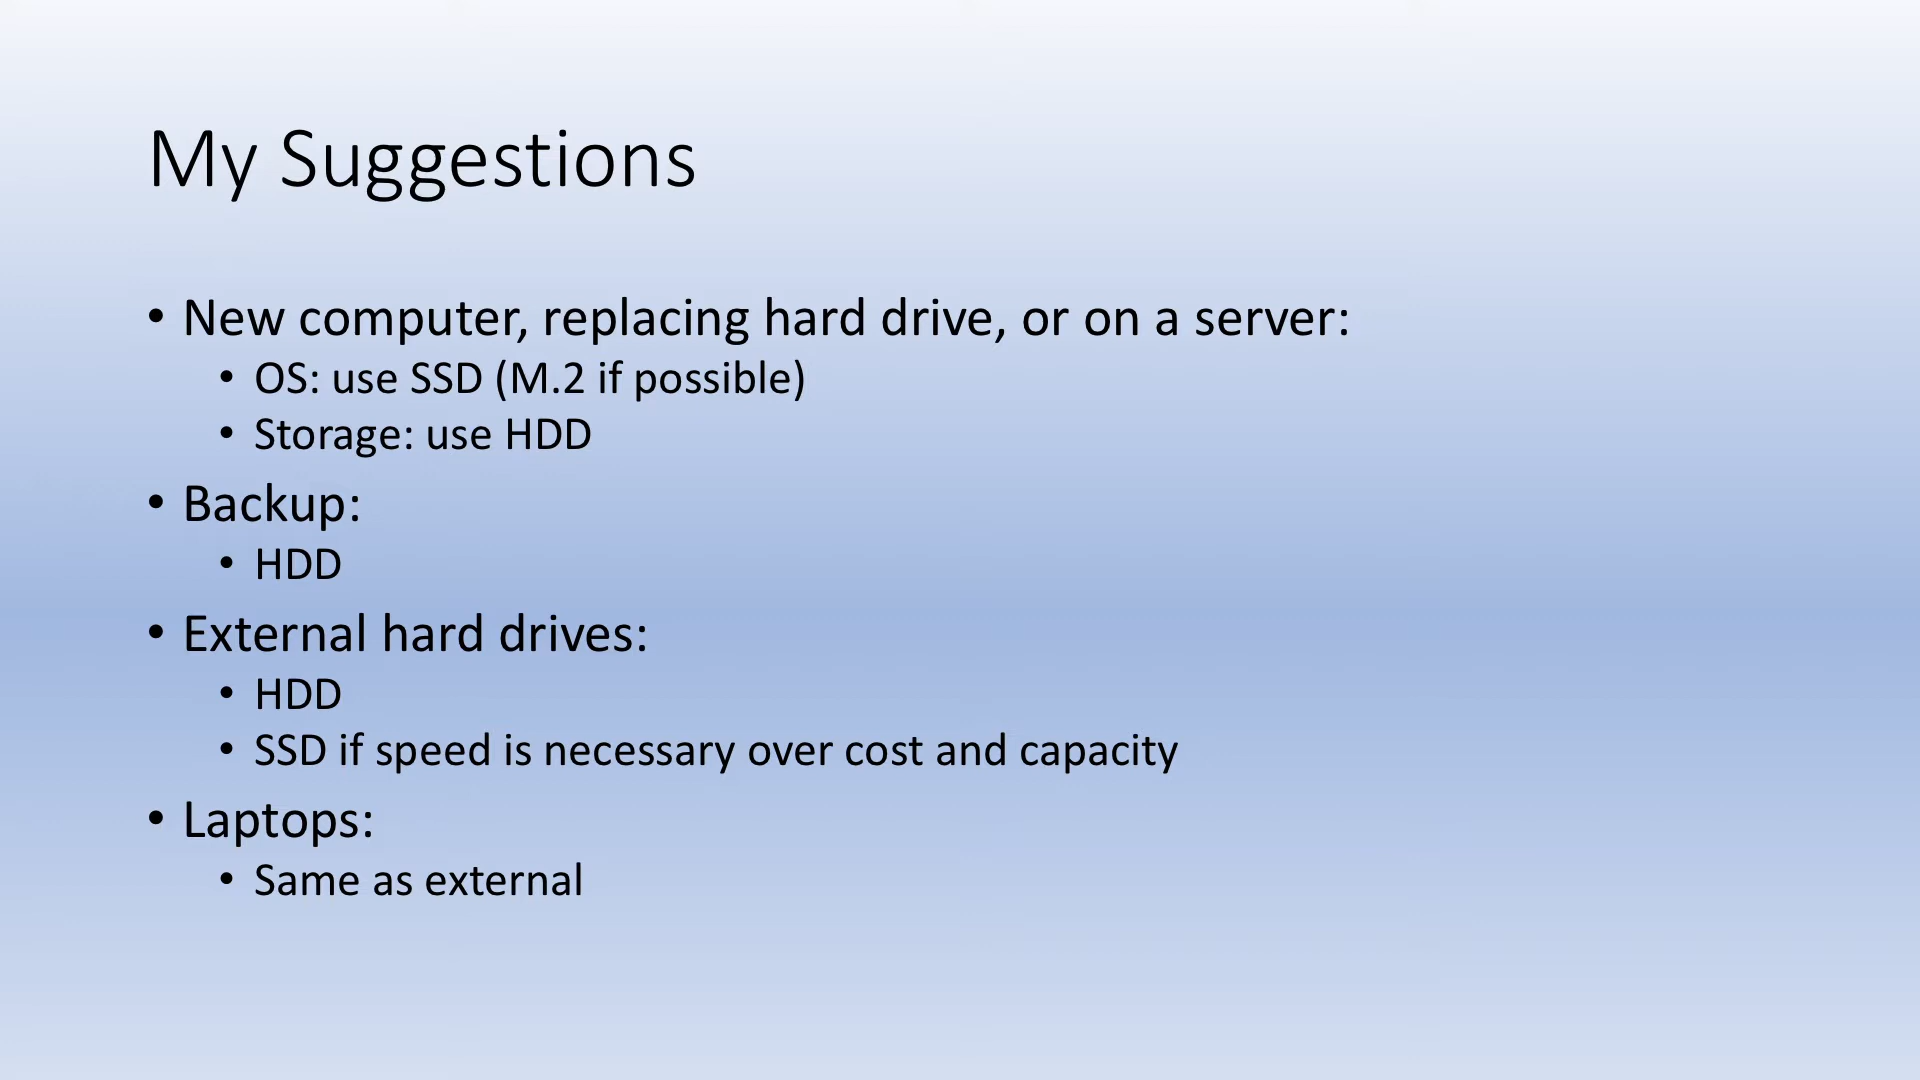 My Suggestions
• New computer, replacing hard drive, or on a server:
• OS: use SSD (M.2 if possible)
• Storage: use HDD
• Backup:
• HDD
• External hard drives:
• HDD
• SSD if speed is necessary over cost and capacity
• Laptops:
• Same as external